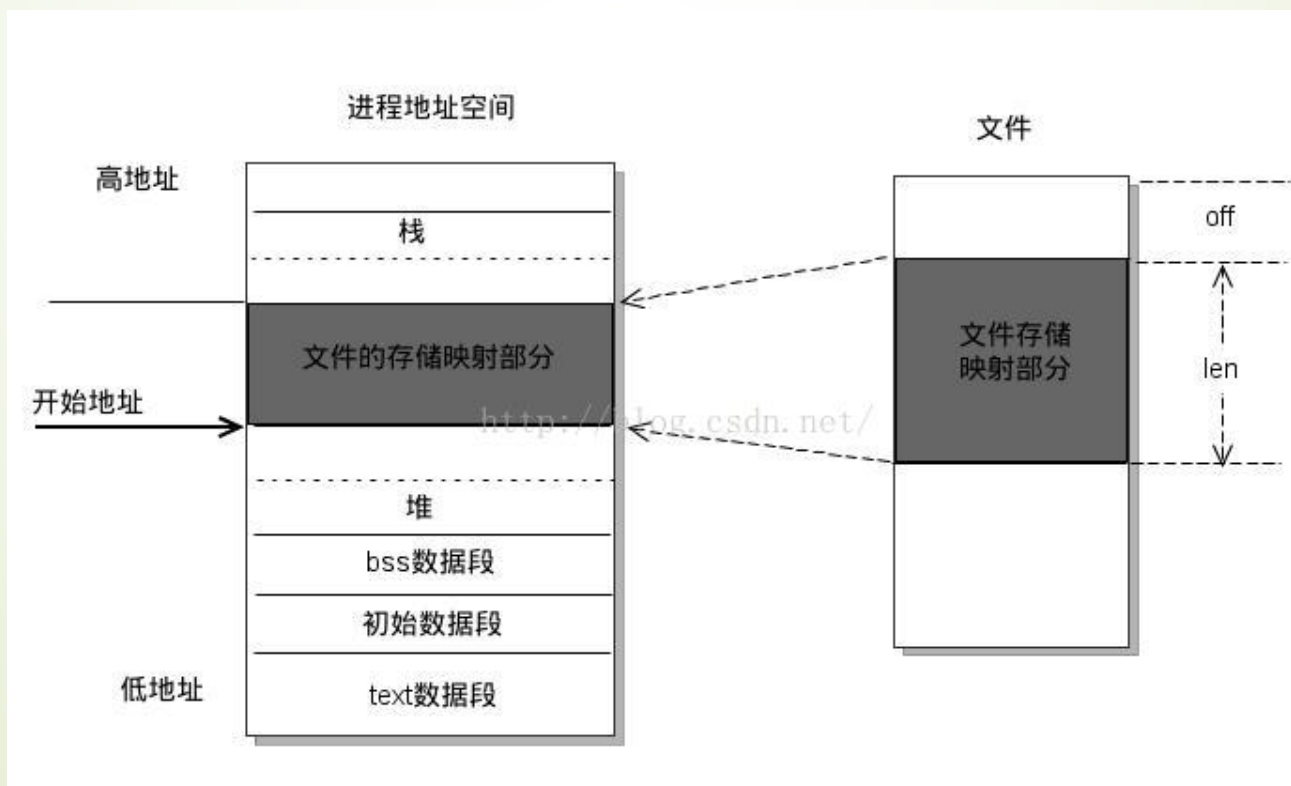 进程地址空间
文件
高地址
栈
off
文件的存储映射部分
文件存储
映射部分
len
开始地址
http://blog.csdn.net/
堆
bss数据段
初始数据段
低地址
text数据段